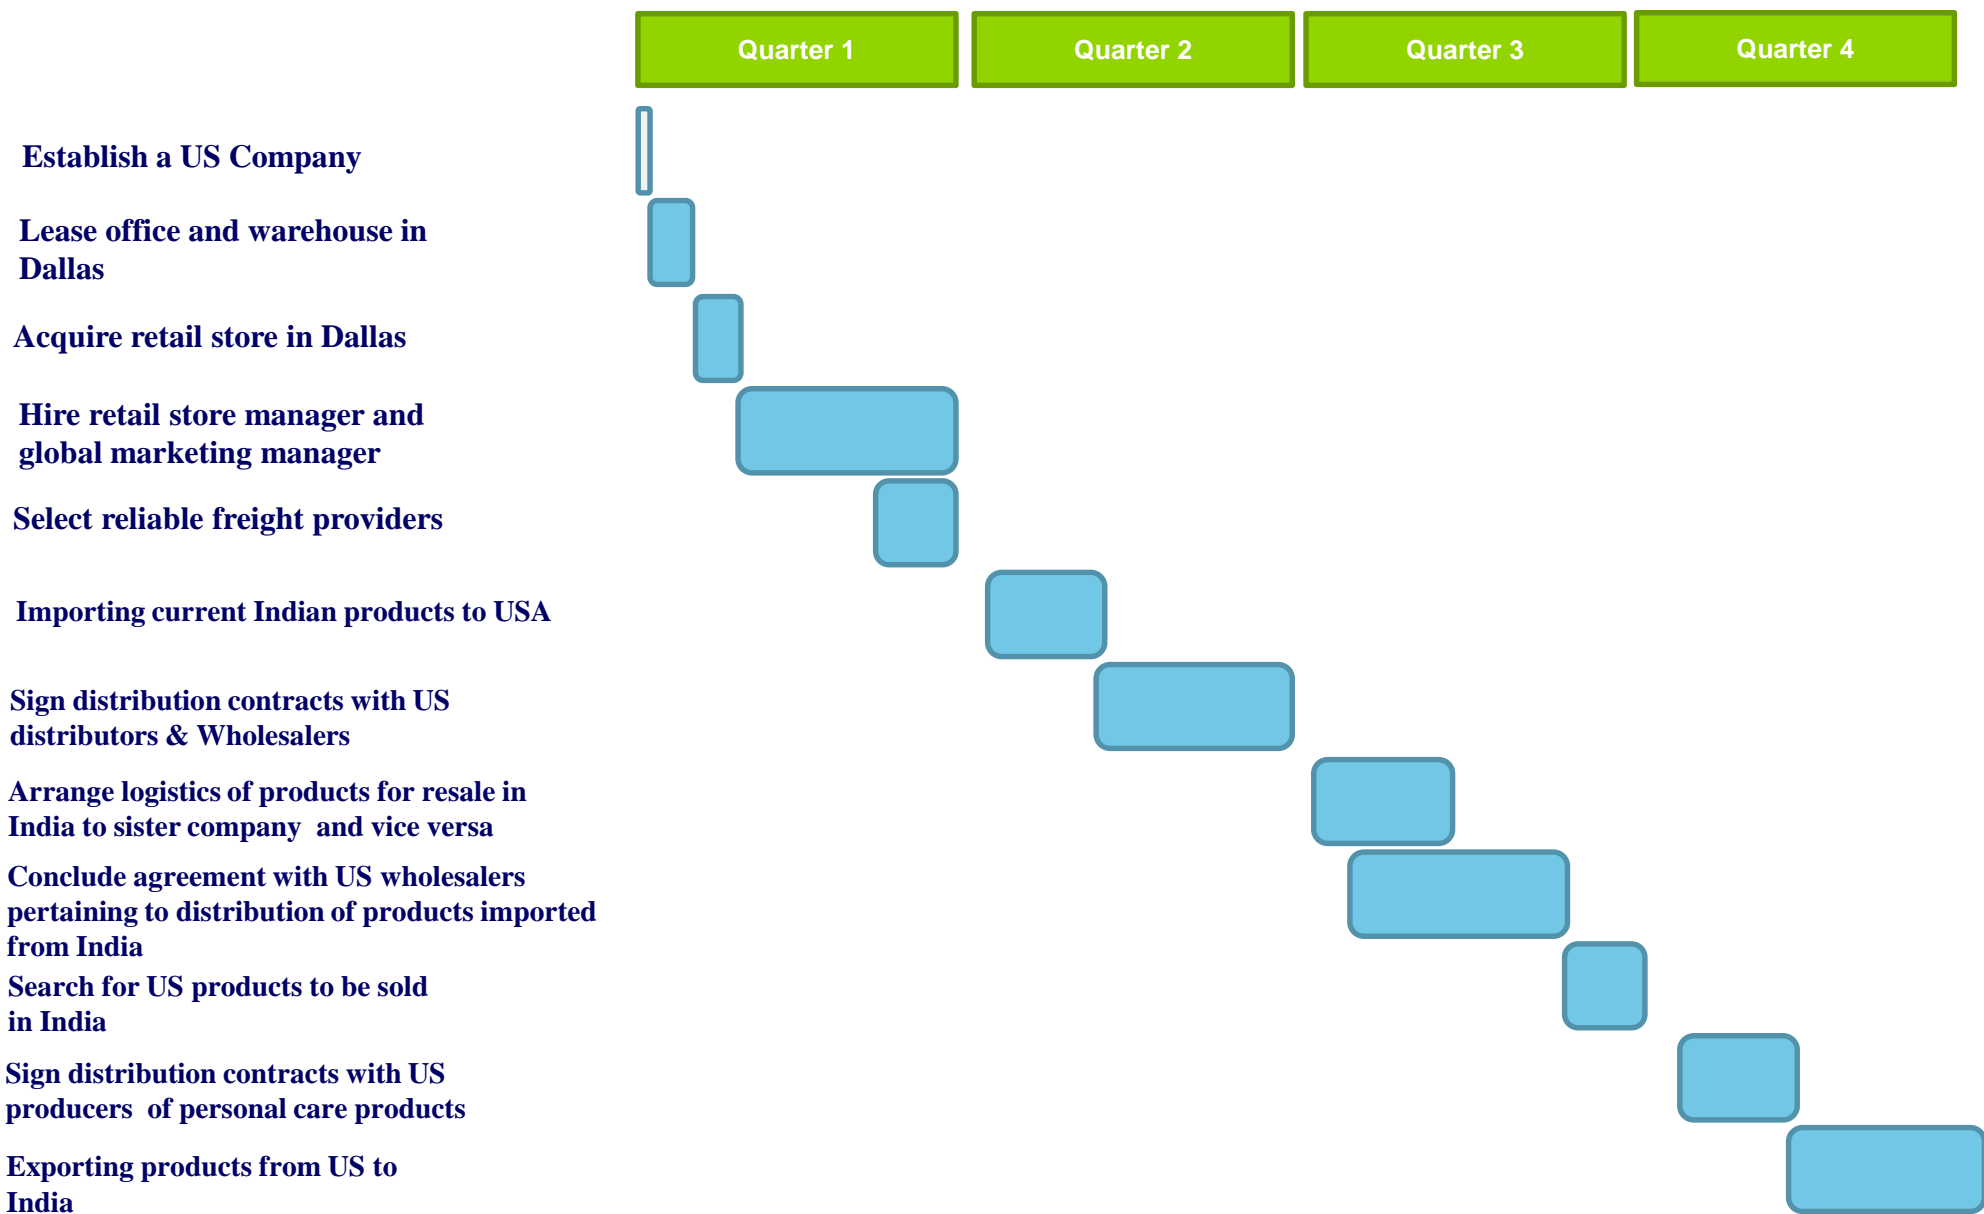 Quarter 1
Quarter 2
Quarter 3
Quarter 4
Establish a US Company
Lease office and warehouse in
Dallas
Acquire retail store in Dallas
Hire retail store manager and
global marketing manager
Select reliable freight providers
Importing current Indian products to USA
Sign distribution contracts with US
distributors & Wholesalers
Arrange logistics of products for resale in
India to sister company  and vice versa
Conclude agreement with US wholesalers
pertaining to distribution of products imported
from India
Search for US products to be sold
in India
Sign distribution contracts with US
producers  of personal care products
Exporting products from US to
India